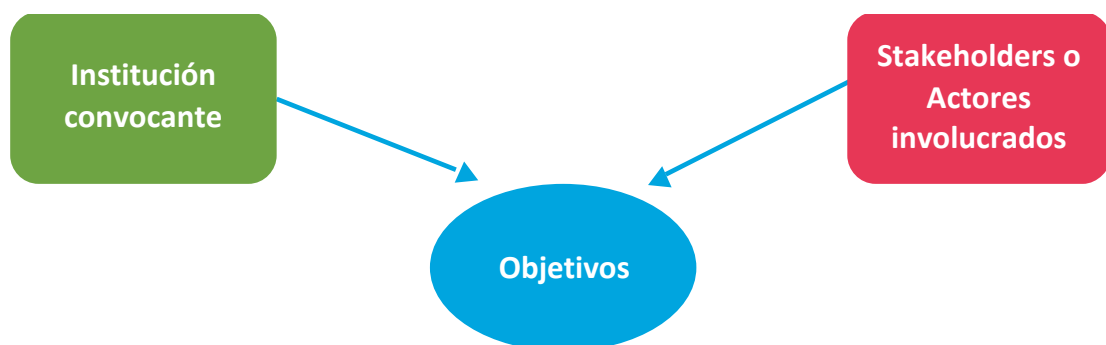 Institución
convocante
Stakeholders o
Actores
involucrados
Objetivos